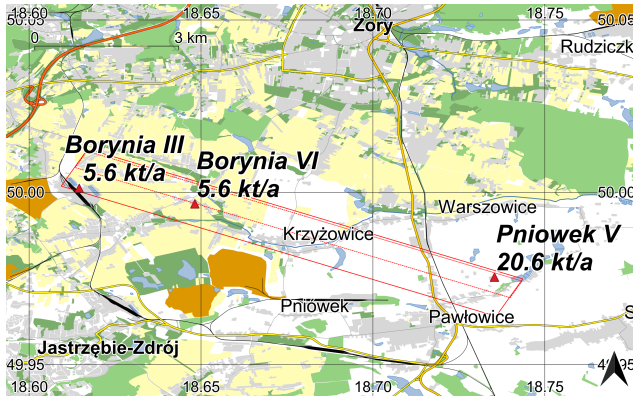 18.60
18.65
18.70
18.75
50.05
50.05
0
3 km
Żory
Rudziczk
Borynia III
5.6 kt/a
Borynia VI
5.6 kt/a
50.00
50.00
Warszowice
Krzyżowice
Pniowek V
20.6 kt/a
Pniówek
Pawłowice
S
Jastrzębie-Zdrój
49.95
49.95
18.60
18.65
18.70
18.75